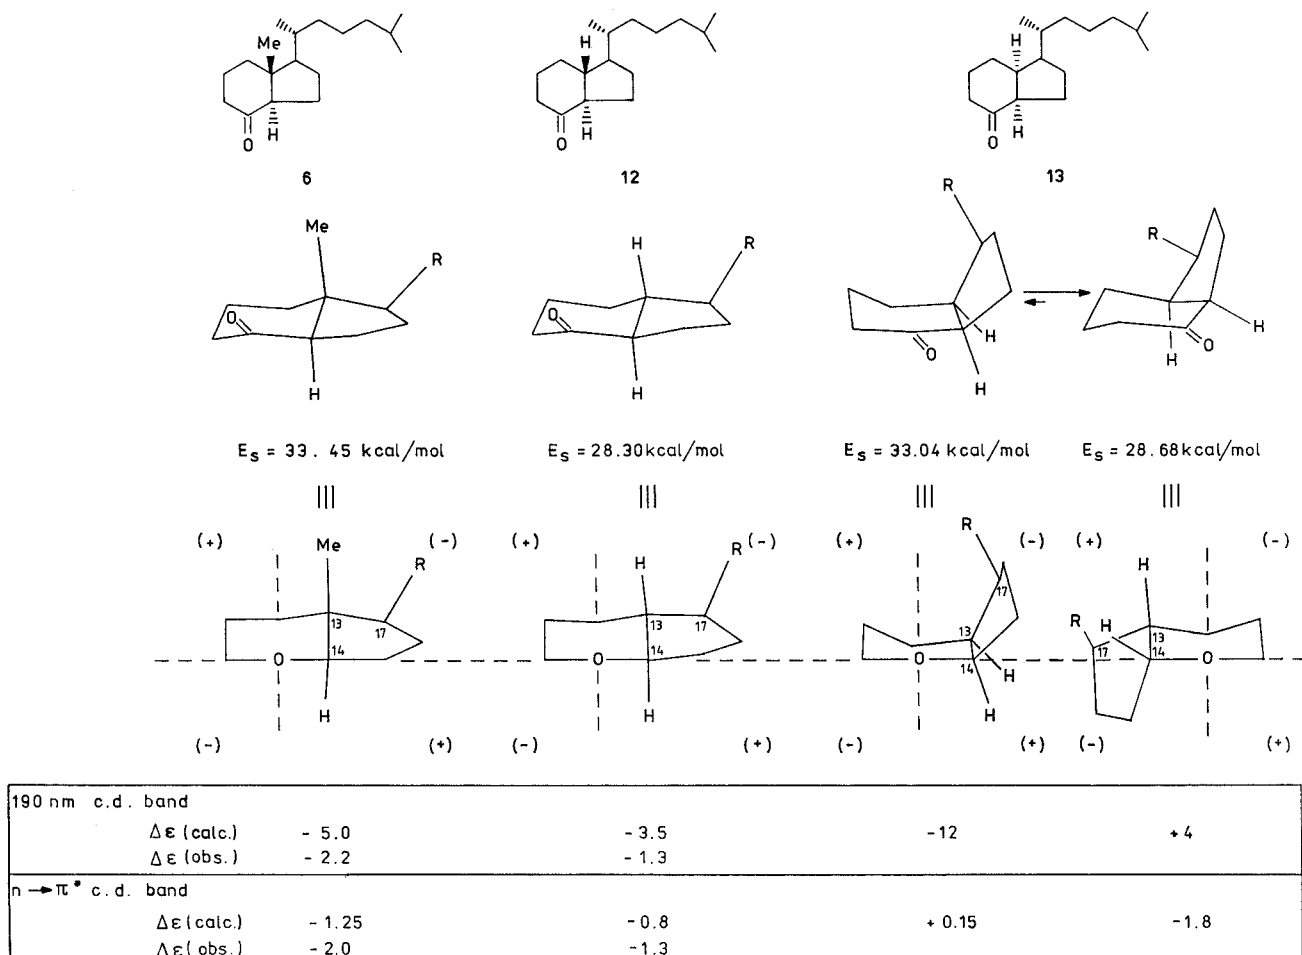 Me H H
H H H
O O O
6 12 13
R
Me H R R
R
O O
O H H
H H H H O
E_s = 33. 45 kcal/mol E_s = 28.30kcal/mol E_s = 33.04 kcal/mol E_s = 28.68kcal/mol
R
(+) Me (-) (+) H R (-) (+) (-) (+) H (-)
R
17
R H
13 17 13 17 13 13
14 14 17
O O O 14 14 O
H
H H H
(-) (+) (-) (+) (-) (+) (-) (+)
190 nm c.d. band
Δε (calc.) - 5.0 -3.5 -12 +4
Δε (obs.) - 2.2 -1.3
n → π* c.d. band
Δε (calc.) - 1.25 -0.8 + 0.15 -1.8
Δε ( obs.) -2.0 -1.3